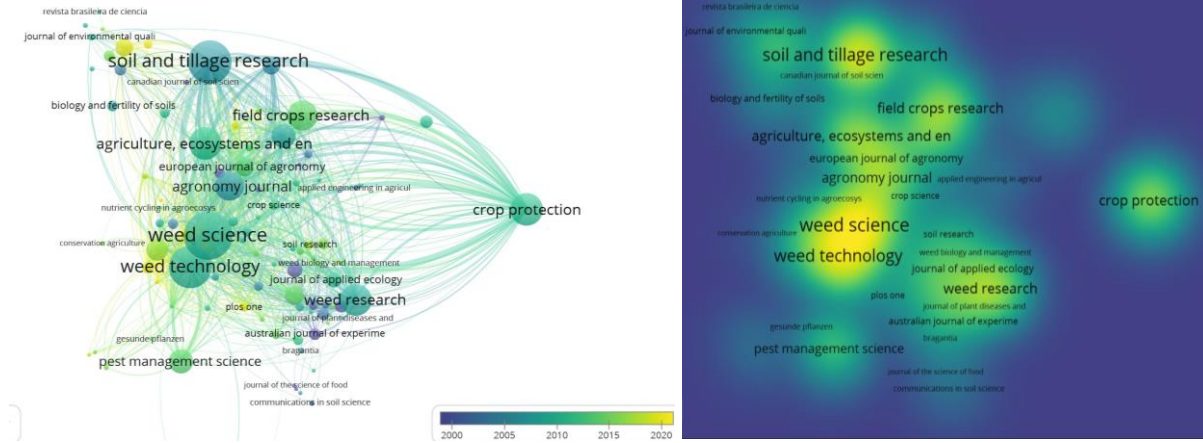 revista brasileira de ciencia
journal of environmental quali
soil and tillage research
canadian journal of soil scien
biology and fertility of soils
field crops research
agriculture, ecosystems and en
european journal of agronomy
agronomy journal
applied engineering in agricul
nutrient cycling in agroecosys
crop science
crop protection
weed science
conservation agriculture
soil research
weed technology
weed biology and management
journal of applied ecology
weed research
plos one
journal of plant diseases and
australian journal of experime
gesunde pflanzen
bragantia
pest management science
journal of the science of food
communications in soil science
2000
2005
2010
2015
2020
revista brasileira de ciencia
journal of environmental quali
soil and tillage research
canadian journal of soil scien
biology and fertility of soils
field crops research
agriculture, ecosystems and en
european journal of agronomy
agronomy journal
applied engineering in agricul
nutrient cycling in agroecosys
crop science
crop protection
weed science
conservation agriculture
soil research
weed technology
weed biology and management
journal of applied ecology
weed research
plos one
journal of plant diseases and
australian journal of experime
gesunde pflanzen
bragantia
pest management science
journal of the science of food
communications in soil science